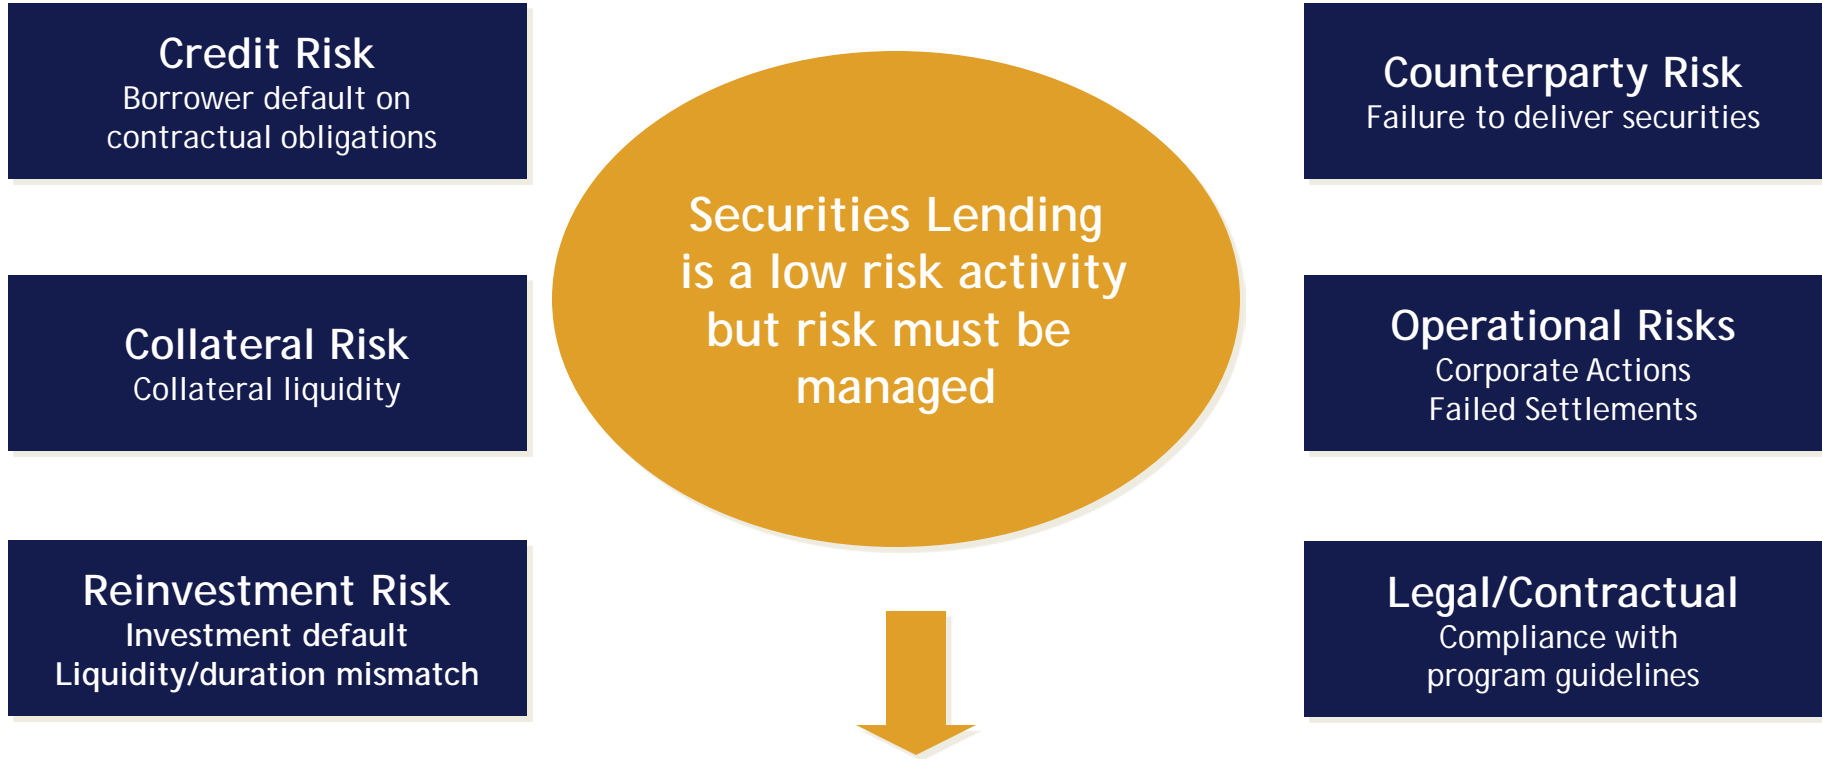 Credit Risk
Borrower default on
contractual obligations
Collateral Risk
Collateral liquidity
Reinvestment Risk
Investment default
Liquidity/duration mismatch
Securities Lending
is a low risk activity
but risk must be
managed
Counterparty Risk
Failure to deliver securities
Operational Risks
Corporate Actions
Failed Settlements
Legal/Contractual
Compliance with
program guidelines